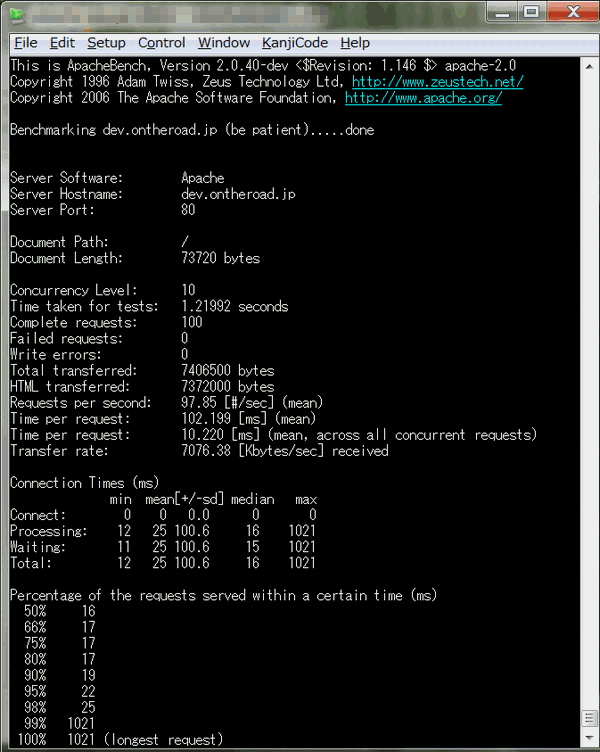 File Edit Setup Control Window KanjiCode Help
This is ApacheBench, Version 2.0.40-dev <$Revision: 1.146 $> apache-2.0
Copyright 1996 Adam Twiss, Zeus Technology Ltd, http://www.zeustech.net/
Copyright 2006 The Apache Software Foundation, http://www.apache.org/
Benchmarking dev.ontheroad.jp (be patient).....done
Server Software: Apache
Server Hostname: dev.ontheroad.jp
Server Port: 80
Document Path: /
Document Length: 73720 bytes
Concurrency Level: 10
Time taken for tests: 1.21992 seconds
Complete requests: 100
Failed requests: 0
Write errors: 0
Total transferred: 7406500 bytes
HTML transferred: 7372000 bytes
Requests per second: 97.85 [#/sec] (mean)
Time per request: 102.199 [ms] (mean)
Time per request: 10.220 [ms] (mean, across all concurrent requests)
Transfer rate: 7076.38 [Kbytes/sec] received
Connection Times (ms)
min mean[+/-sd] median max
Connect: 0 0 0.0 0 0
Processing: 12 25 100.6 16 1021
Waiting: 11 25 100.6 15 1021
Total: 12 25 100.6 16 1021
Percentage of the requests served within a certain time (ms)
50% 16
66% 17
75% 17
80% 17
90% 19
95% 22
98% 25
99% 1021
100% 1021 (longest request)